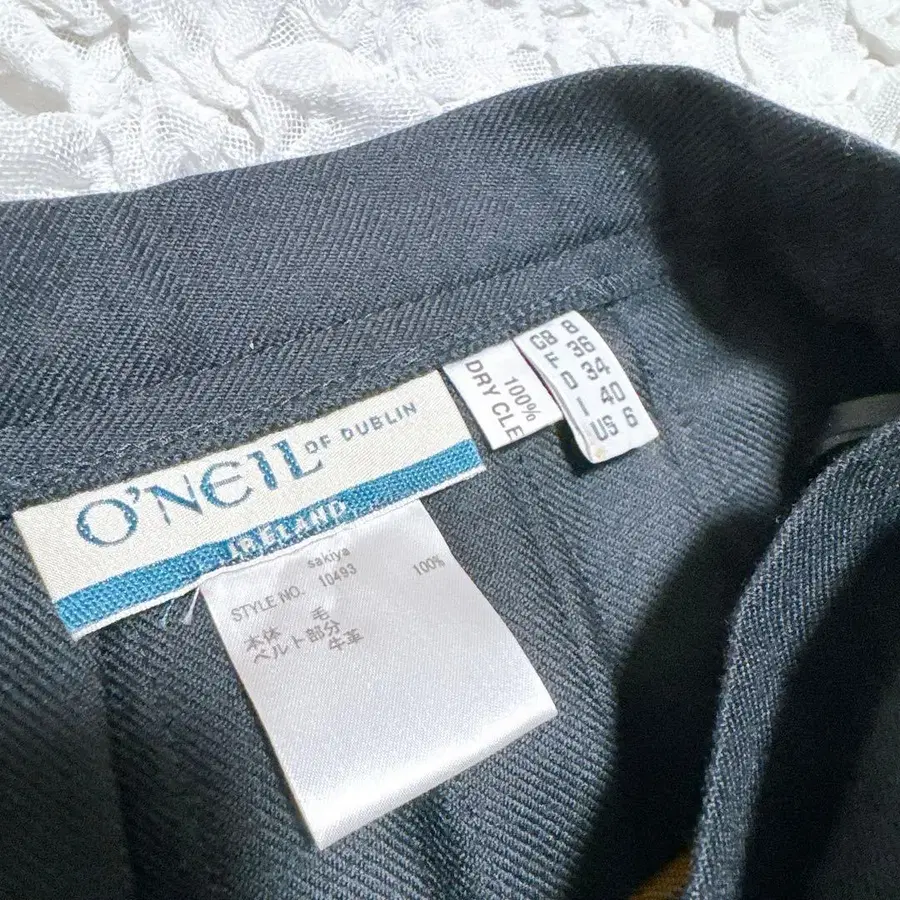 O'NEIL OF DUBLIN
IRELAND
100%
DRY CLE
GB 8
F 36
D 34
I 40
US 6
sakiya
STYLE NO. 10493
本体 毛 100%
ベルト部分 牛革